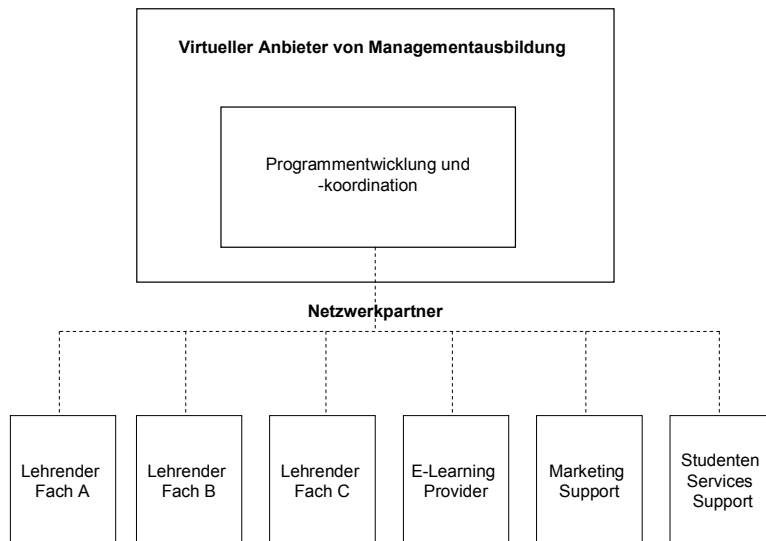 Virtueller Anbieter von Managementausbildung
Programmentwicklung und
-koordination
Netzwerkpartner
Lehrender
Fach A
Lehrender
Fach B
Lehrender
Fach C
E-Learning
Provider
Marketing
Support
Studenten
Services
Support